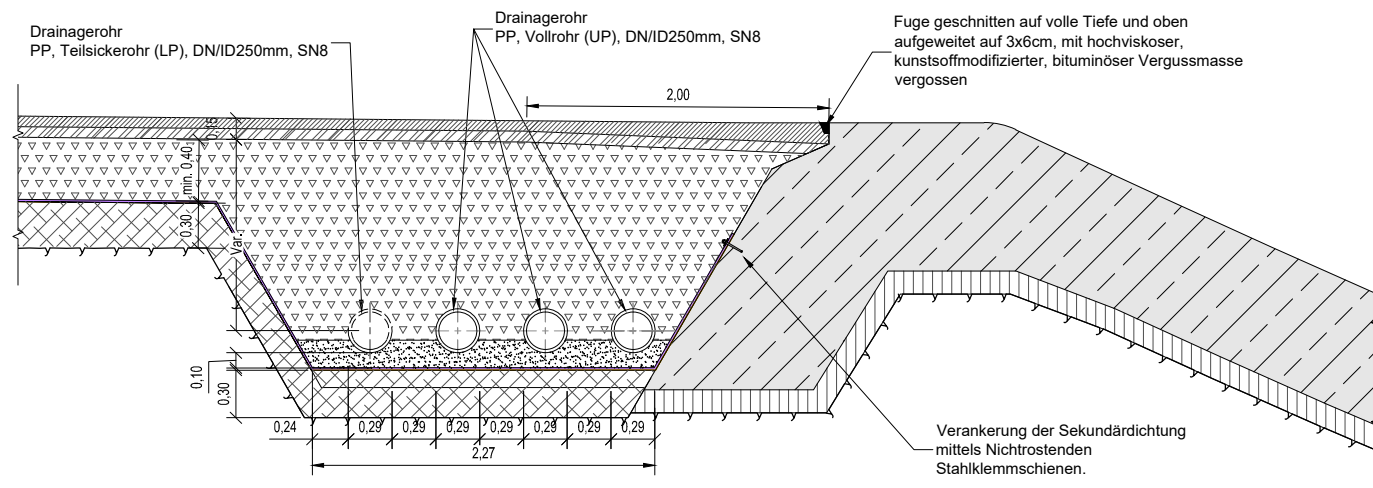 Drainagerohr
PP, Teilsickerohr (LP), DN/ID250mm, SN8
Drainagerohr
PP, Vollrohr (UP), DN/ID250mm, SN8
Fuge geschnitten auf volle Tiefe und oben
aufgeweitet auf 3x6cm, mit hochviskoser,
kunstsoffmodifizierter, bituminöser Vergussmasse
vergossen
2,00
0,15
min. 0,40
0,30
Var.
0,10
0,30
0,24
0,29
0,29
0,29
0,29
0,29
0,29
0,29
2,27
Verankerung der Sekundärdichtung
mittels Nichtrostenden
Stahlklemmschienen.